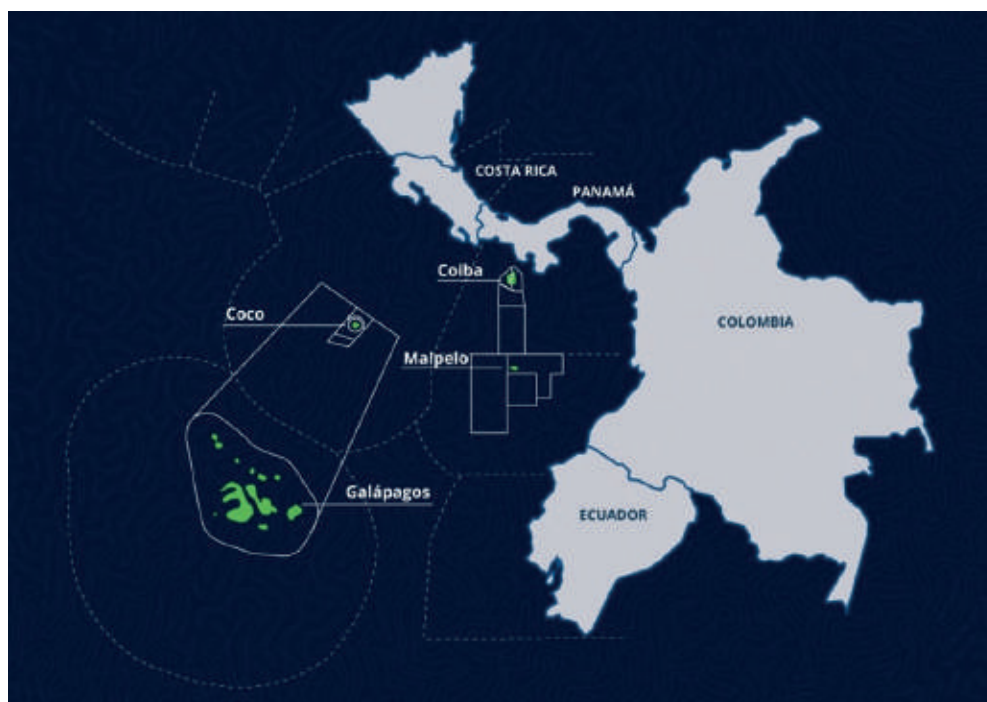 COSTA RICA
PANAMÁ
Coiba
Coco
COLOMBIA
Malpelo
Galápagos
ECUADOR